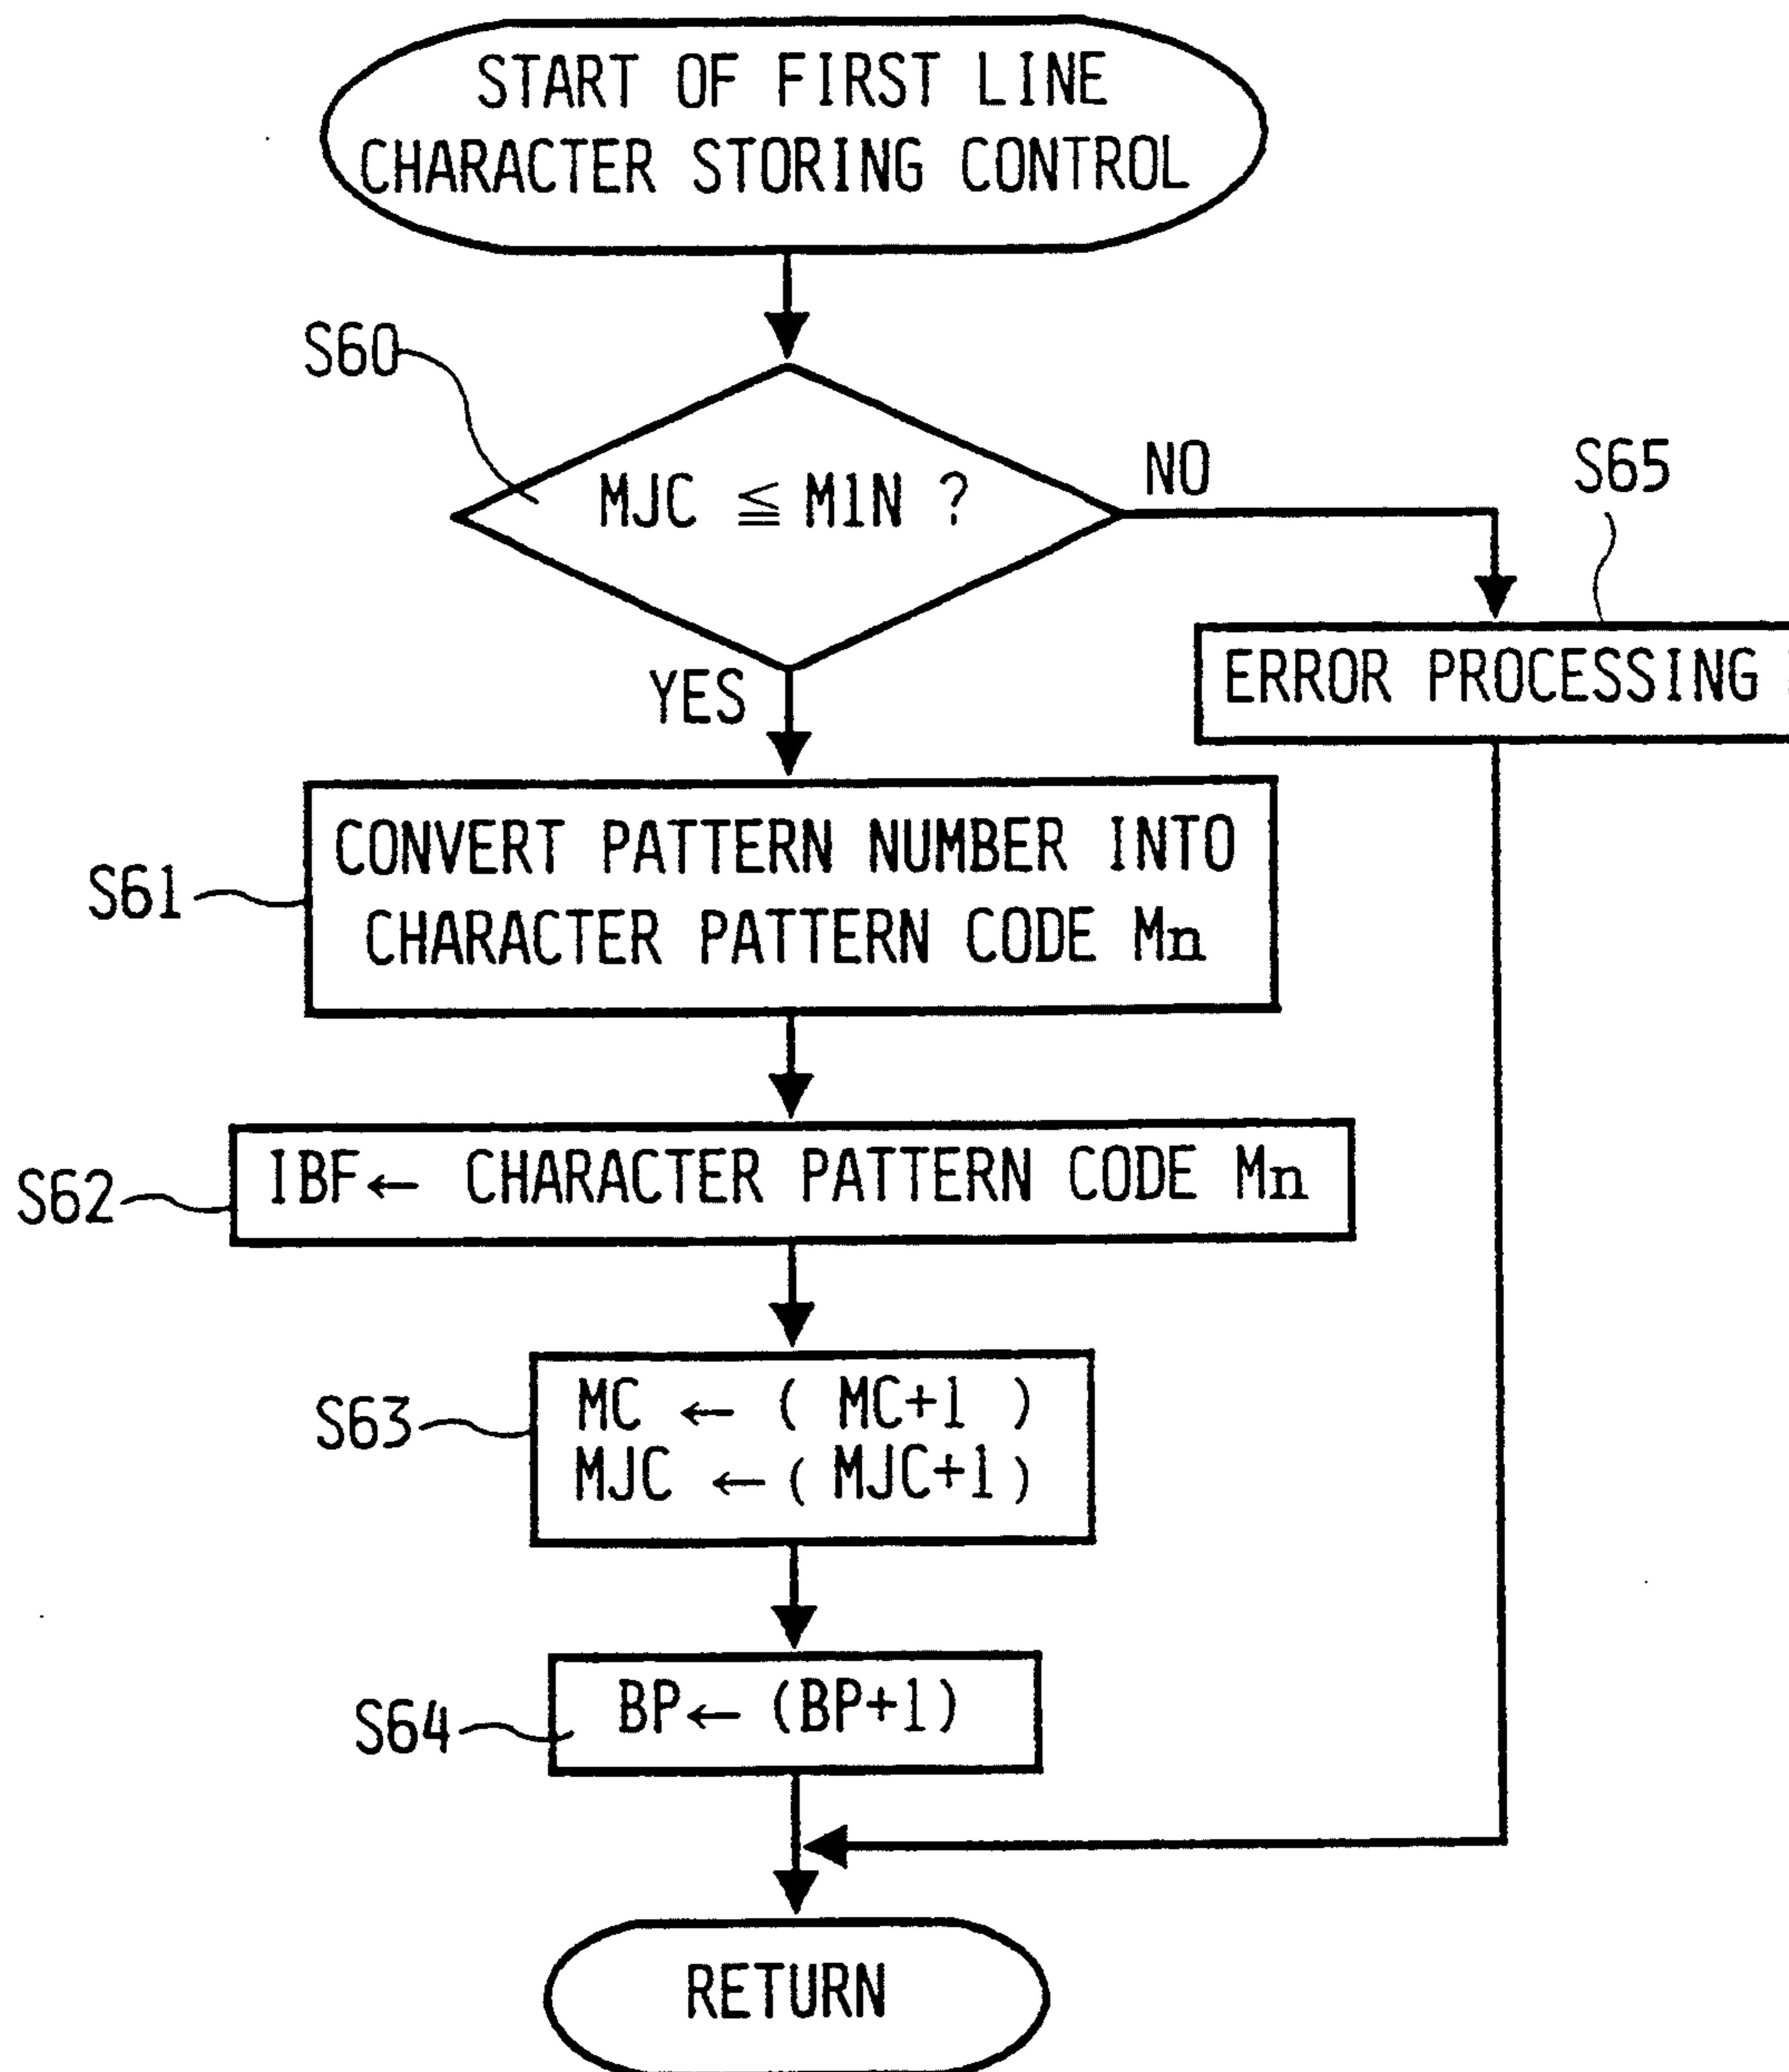 START OF FIRST LINE
CHARACTER STORING CONTROL
S60
MJC ≦ M1N ?
NO
S65
ERROR PROCESSING
YES
S61
CONVERT PATTERN NUMBER INTO
CHARACTER PATTERN CODE Mn
S62
IBF← CHARACTER PATTERN CODE Mn
S63
MC ← ( MC+1 )
MJC ← ( MJC+1 )
S64
BP← (BP+1)
RETURN